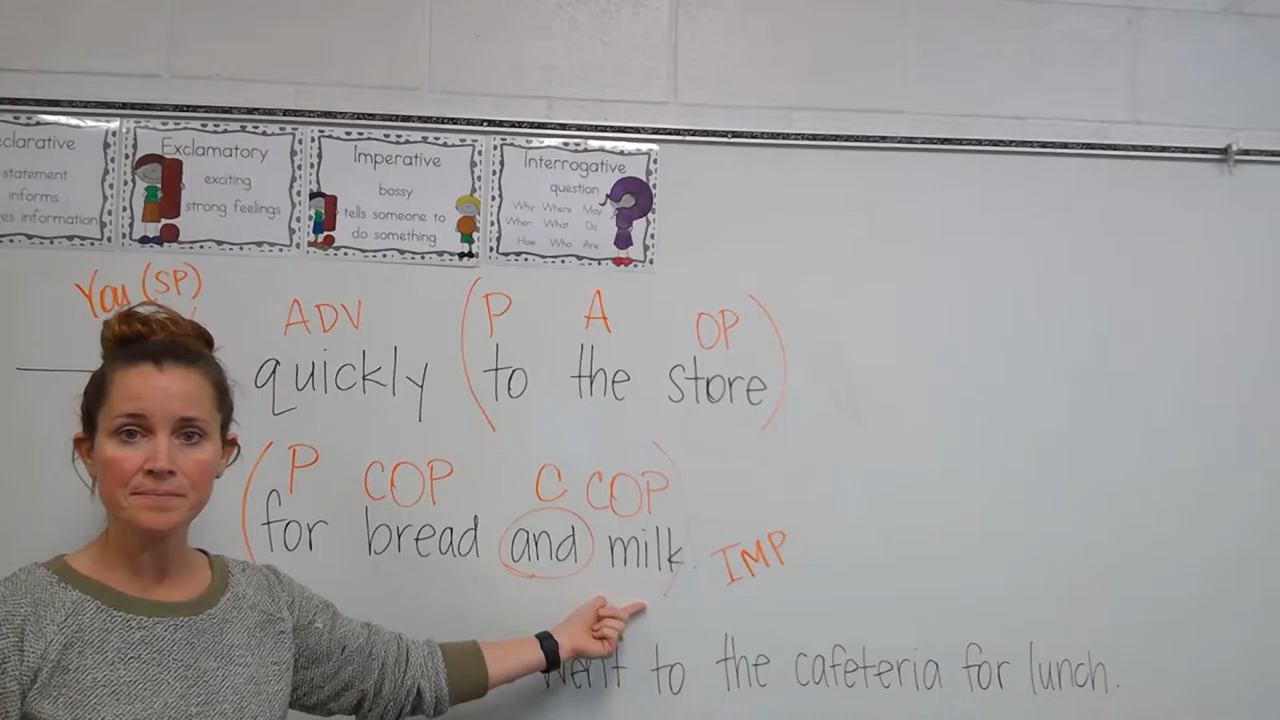 eclarative
statement
informs
es information
Exclamatory
exciting
strong feelings
Imperative
bossy
tells someone to
do something
Interrogative
question
Why Where May
When What Do
How Who Are
You (SP)
ADV
(P A OP)
quickly to the store
(P COP C COP)
for bread and milk. IMP
Went to the cafeteria for lunch.